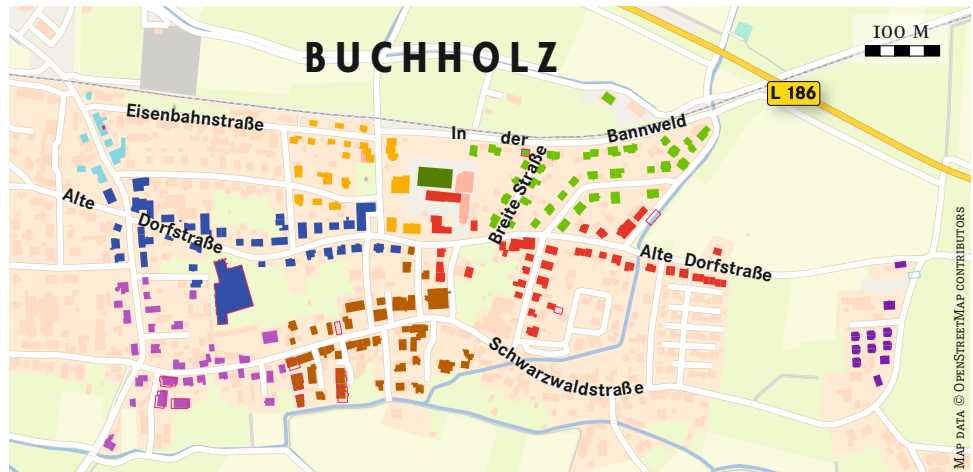 100 M
BUCHHOLZ
L 186
Eisenbahnstraße
In der Bannweld
Breite Straße
Alte Dorfstraße
Alte Dorfstraße
Schwarzwaldstraße
MAP DATA © OPENSTREETMAP CONTRIBUTORS